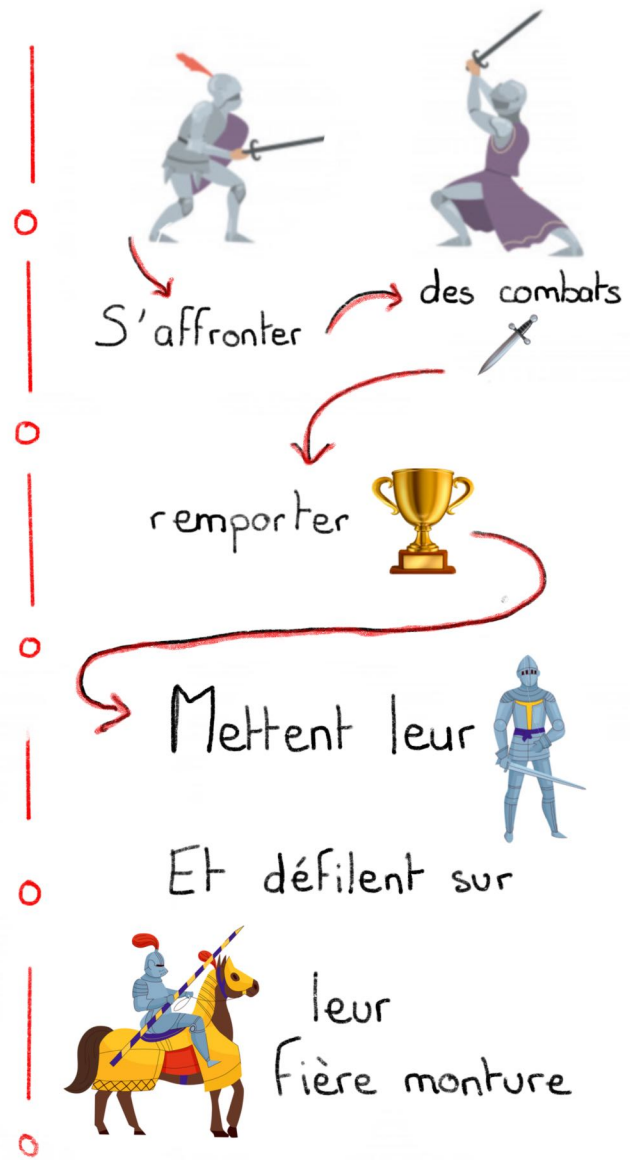 S'affronter
des combats
remporter
Mettent leur
Et défilent sur
leur
fière monture